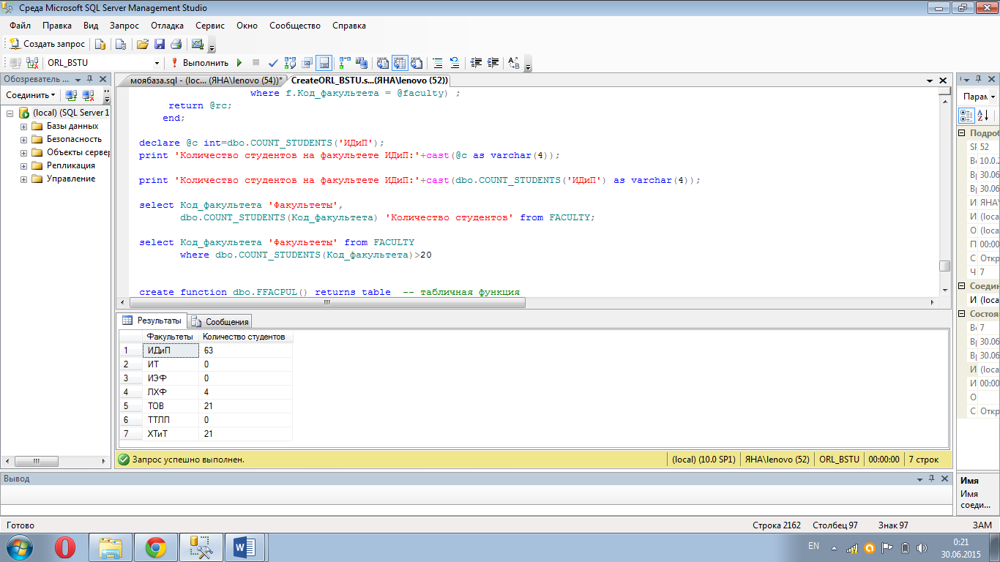 Среда Microsoft SQL Server Management Studio
Файл Правка Вид Запрос Отладка Сервис Окно Сообщество Справка
Создать запрос
ORL_BSTU Выполнить
Обозреватель ...
Соединить
(local) (SQL Server 1
Базы данных
Безопасность
Объекты сервер
Репликация
Управление
моябаза.sql - (loc... (ЯНА\lenovo (54))* CreateORL_BSTU.s...(ЯНА\lenovo (52))
where f.Код_факультета = @faculty) ;
return @rc;
end;
declare @c int=dbo.COUNT_STUDENTS('ИДиП');
print 'Количество студентов на факультете ИДиП:'+cast(@c as varchar(4));
print 'Количество студентов на факультете ИДиП:'+cast(dbo.COUNT_STUDENTS('ИДиП') as varchar(4));
select Код_факультета 'Факультеты',
dbo.COUNT_STUDENTS(Код_факультета) 'Количество студентов' from FACULTY;
select Код_факультета 'Факультеты' from FACULTY
where dbo.COUNT_STUDENTS(Код_факультета)>20
create function dbo.FFACPUL() returns table -- табличная функция
Результаты Сообщения
Факультеты Количество студентов
1 ИДиП 63
2 ИТ 0
3 ИЭФ 0
4 ЛХФ 4
5 ТОВ 21
6 ТТЛП 0
7 ХТиТ 21
Запрос успешно выполнен. (local) (10.0 SP1) ЯНА\lenovo (52) ORL_BSTU 00:00:00 7 строк
Парам
Подроб
52
10.0.
30.06
30.06
И ЯНА\
И (loca
О (loca
П 00:00
С Откр
Ч 7
Соедин
И (loca
Состоя
7
30.06
30.06
И (loca
И 00:00
О
С Откр
Вывод
Имя
Имя
соеди...
Готово Строка 2162 Столбец 97 Знак 97 ЗАМ
EN 0:21
30.06.2015